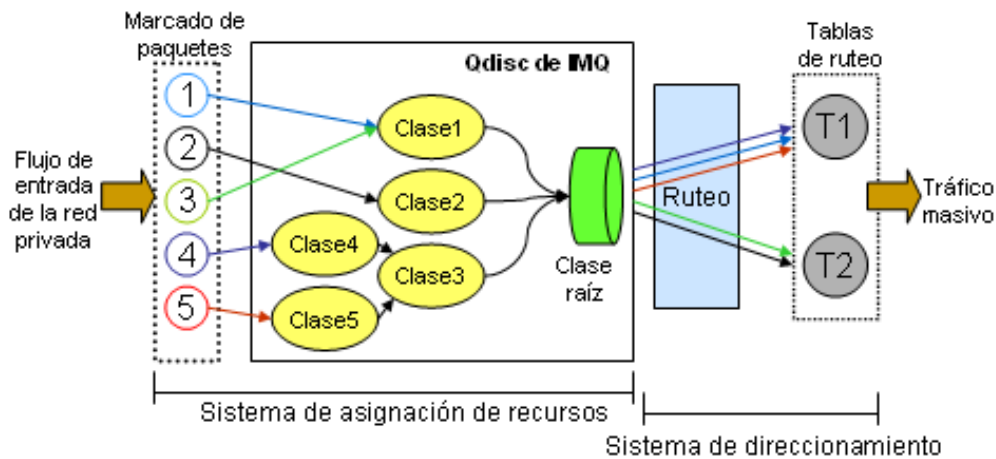 Marcado de
paquetes
Qdisc de IMQ
Tablas
de ruteo
1
2
3
4
5
Flujo de
entrada
de la red
privada
Clase1
Clase2
Clase4
Clase3
Clase5
Clase
raíz
Ruteo
T1
T2
Tráfico
masivo
Sistema de asignación de recursos
Sistema de direccionamiento